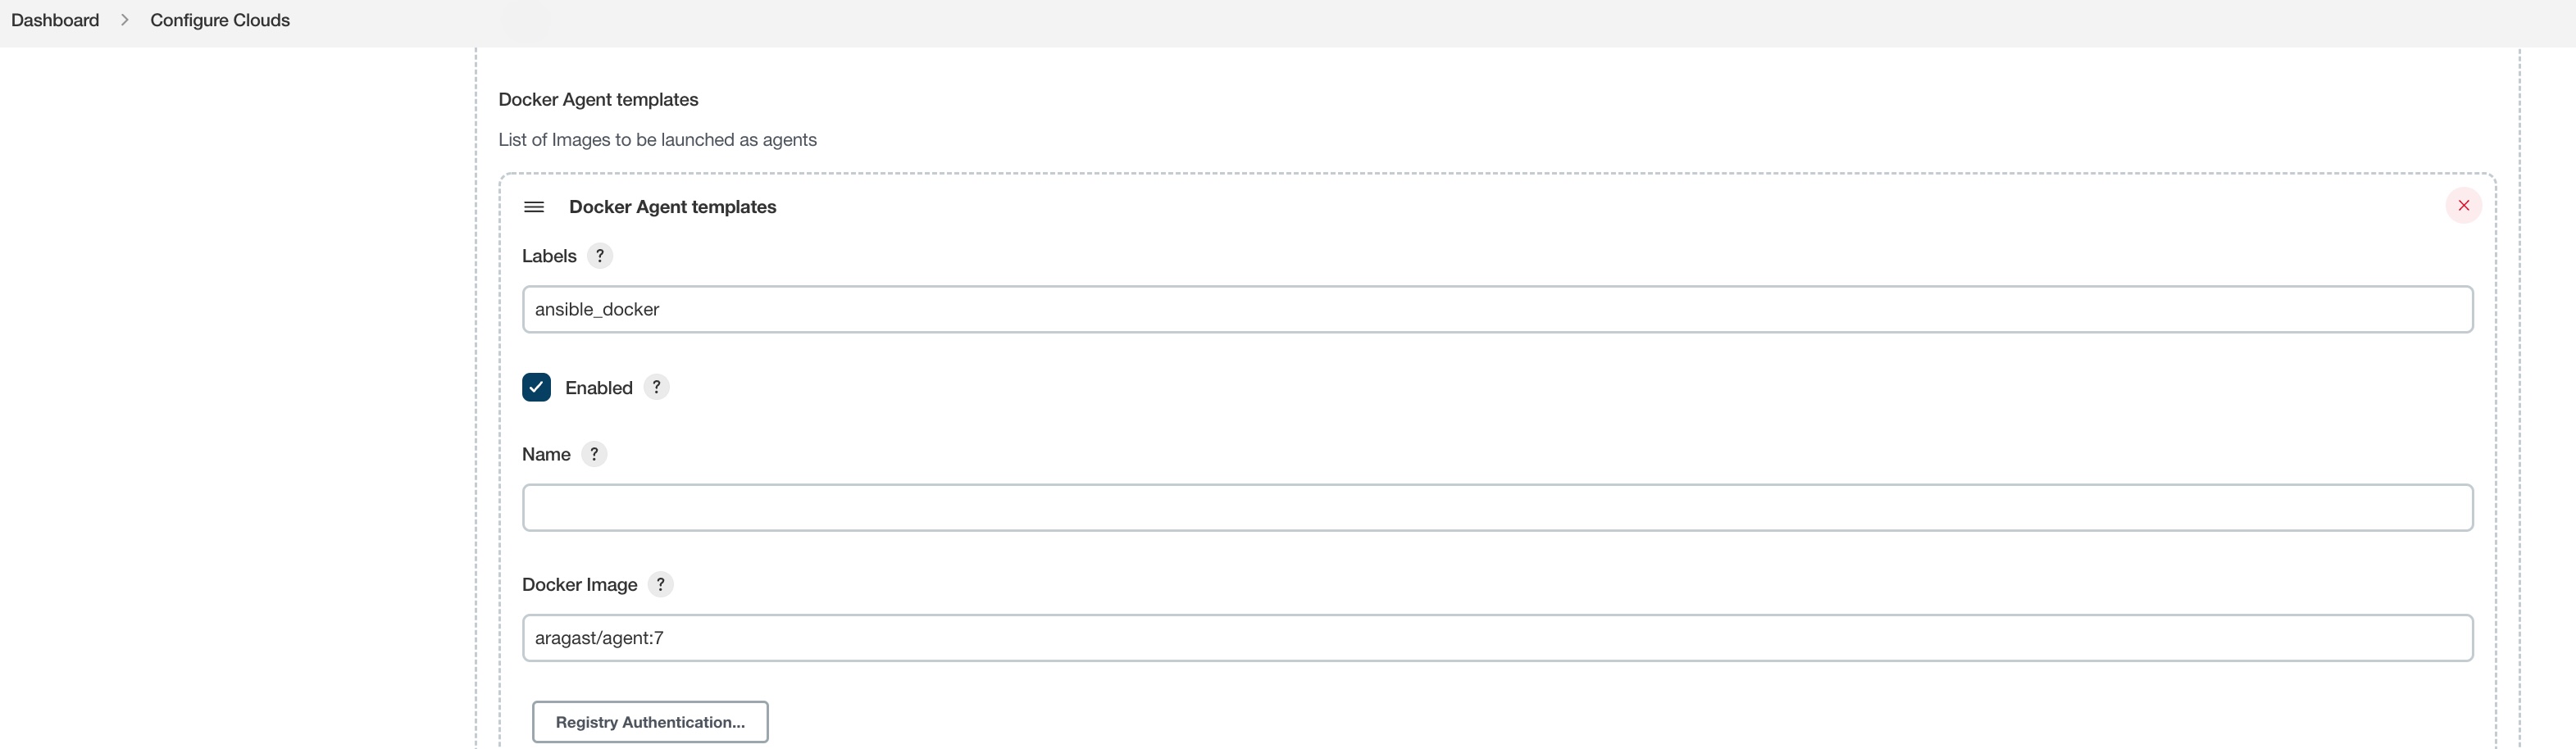 Dashboard > Configure Clouds
Docker Agent templates
List of Images to be launched as agents
Docker Agent templates
Labels ?
ansible_docker
Enabled ?
Name ?
Docker Image ?
aragast/agent:7
Registry Authentication...